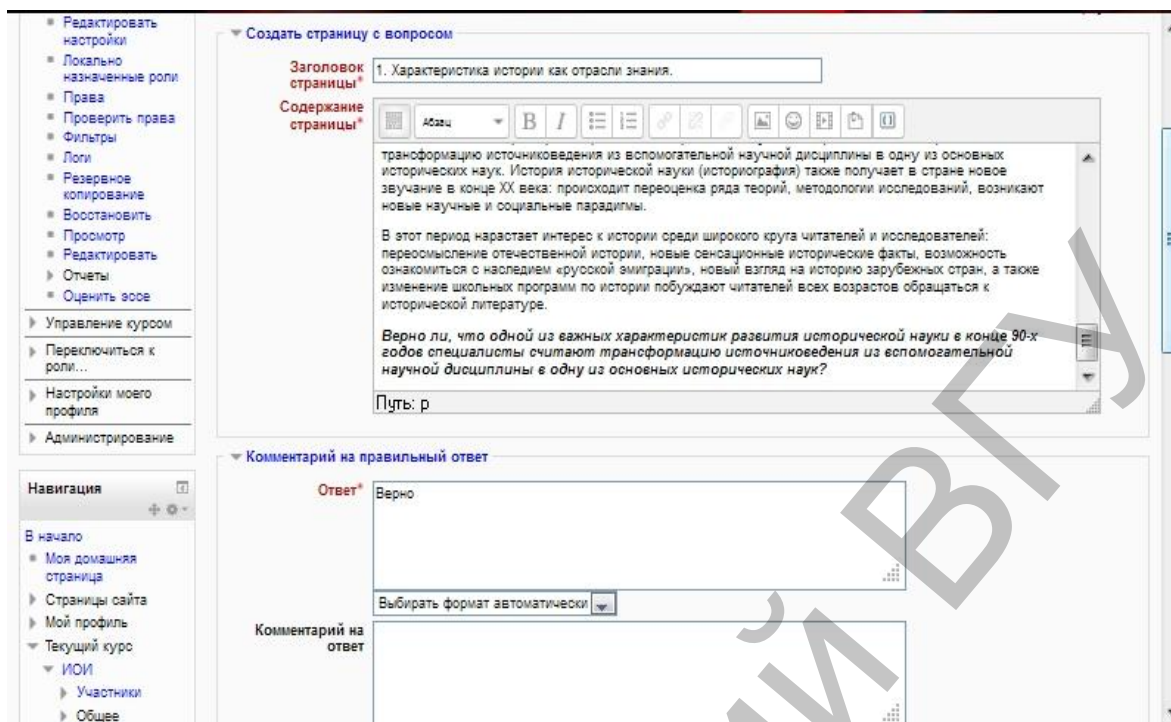 Редактировать
настройки
Локально
назначенные роли
Права
Проверить права
Фильтры
Логи
Резервное
копирование
Восстановить
Просмотр
Редактировать
Отчеты
Оценить эссе
Управление курсом
Переключиться к
роли...
Настройки моего
профиля
Администрирование
Навигация
В начало
Моя домашняя
страница
Страницы сайта
Мой профиль
Текущий курс
ИОИ
Участники
Общее
Создать страницу с вопросом
Заголовок
страницы*
1. Характеристика истории как отрасли знания.
Содержание
страницы*
Абзац
B I
трансформацию источниковедения из вспомогательной научной дисциплины в одну из основных
исторических наук. История исторической науки (историография) также получает в стране новое
звучание в конце XX века: происходит переоценка ряда теорий, методологии исследований, возникают
новые научные и социальные парадигмы.
В этот период нарастает интерес к истории среди широкого круга читателей и исследователей:
переосмысление отечественной истории, новые сенсационные исторические факты, возможность
ознакомиться с наследием «русской эмиграции», новый взгляд на историю зарубежных стран, а также
изменение школьных программ по истории побуждают читателей всех возрастов обращаться к
исторической литературе.
Верно ли, что одной из важных характеристик развития исторической науки в конце 90-х
годов специалисты считают трансформацию источниковедения из вспомогательной
научной дисциплины в одну из основных исторических наук?
Путь: p
Комментарий на правильный ответ
Ответ*
Верно
Выбирать формат автоматически
Комментарий на
ответ
ИЙ ВГУ